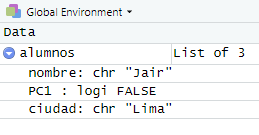 Global Environment
Data
alumnos List of 3
nombre: chr "Jair"
PC1 : logi FALSE
ciudad: chr "Lima"